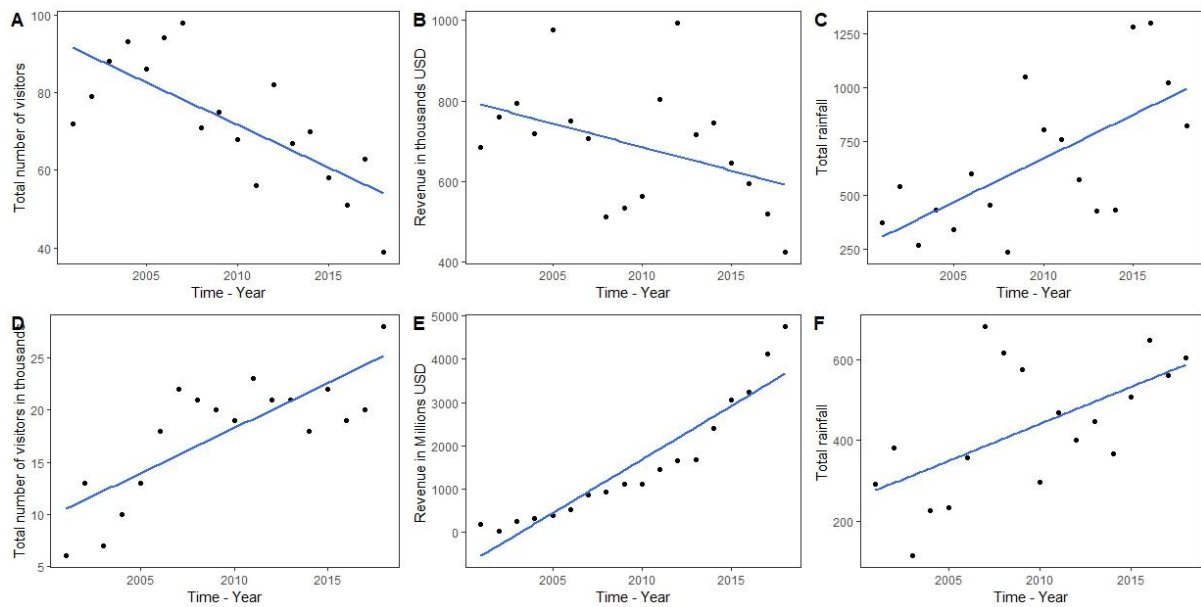 A
Total number of visitors
100
80
60
40
2005
2010
2015
Time - Year
B
Revenue in thousands USD
1000
800
600
400
2005
2010
2015
Time - Year
C
Total rainfall
1250
1000
750
500
250
2005
2010
2015
Time - Year
D
Total number of visitors in thousands
25
20
15
10
5
2005
2010
2015
Time - Year
E
Revenue in Millions USD
5000
4000
3000
2000
1000
0
2005
2010
2015
Time - Year
F
Total rainfall
600
400
200
2005
2010
2015
Time - Year